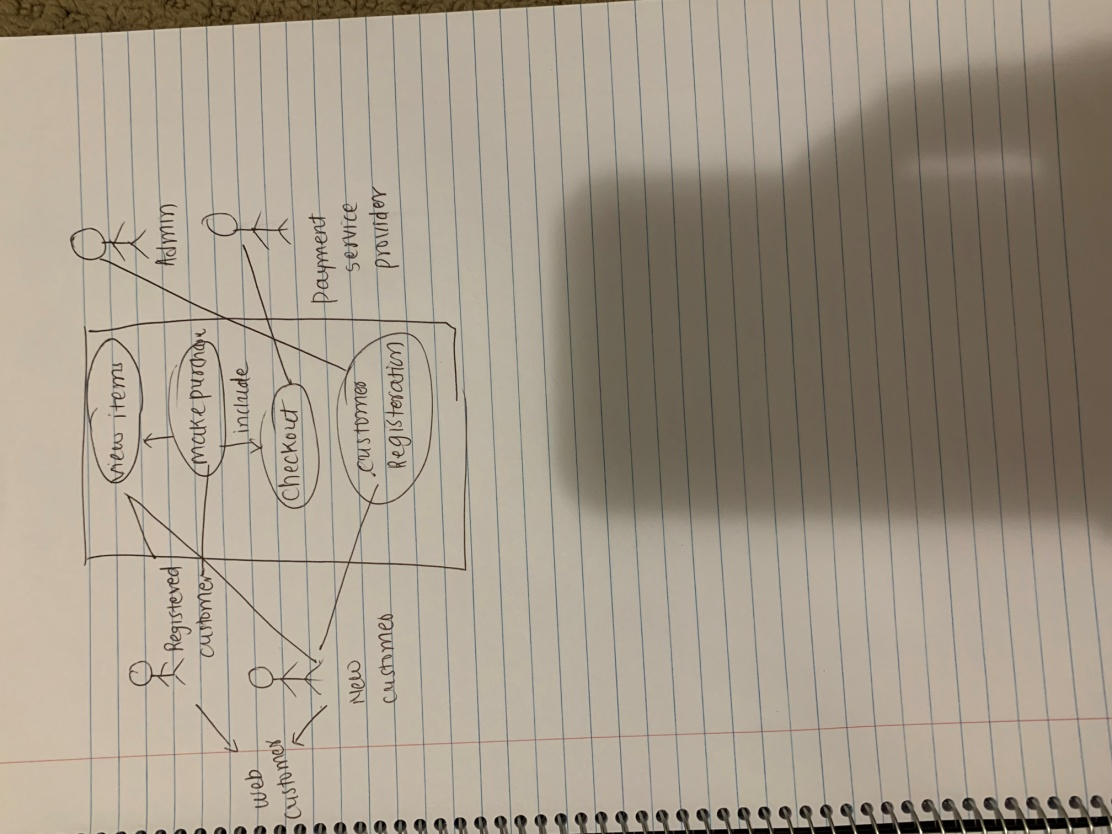 Web
customer
Registered
customer
New
customer
view items
make purchase
include
checkout
customer
Registeration
Admin
payment
service
provider